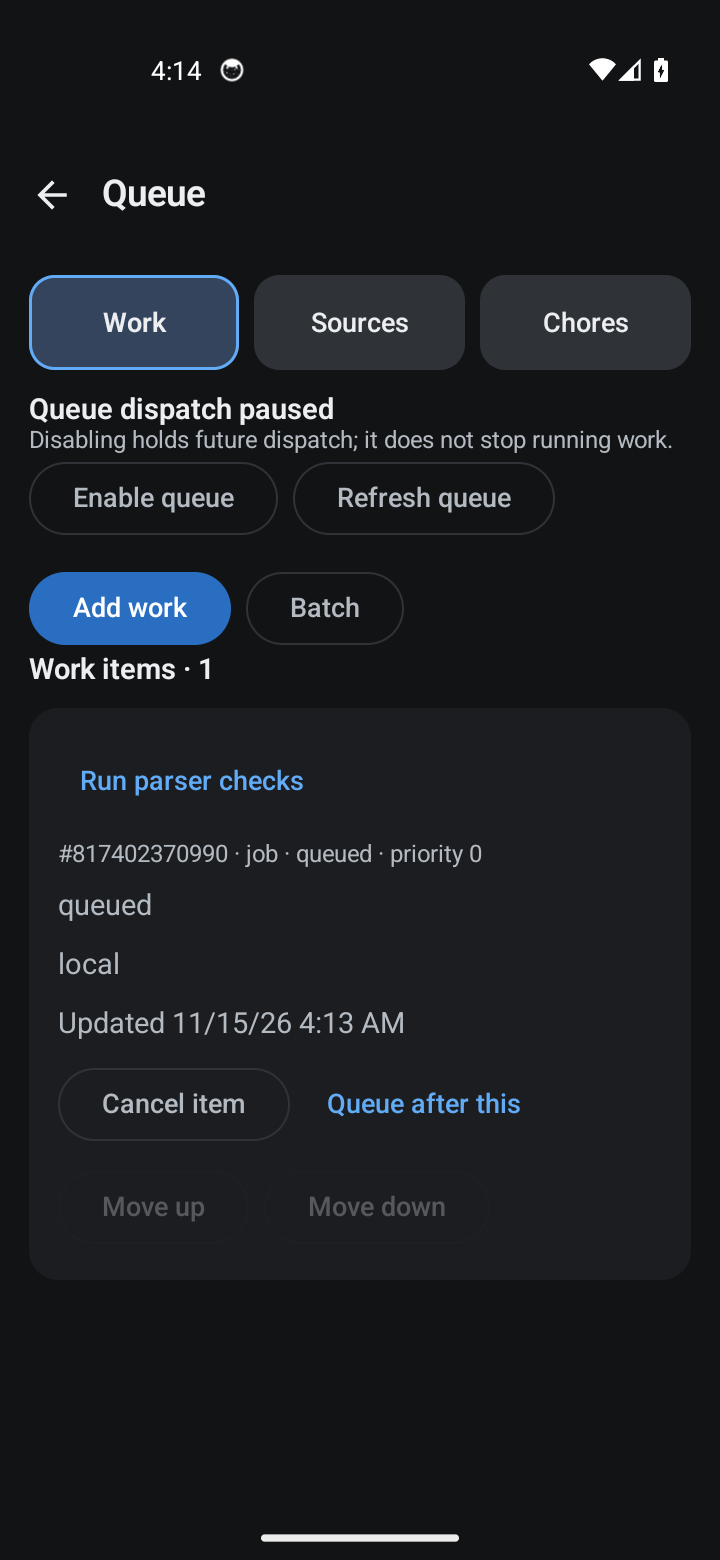 4:14
Queue
Work Sources Chores
Queue dispatch paused
Disabling holds future dispatch; it does not stop running work.
Enable queue Refresh queue
Add work Batch
Work items · 1
Run parser checks
#817402370990 · job · queued · priority 0
queued
local
Updated 11/15/26 4:13 AM
Cancel item Queue after this
Move up Move down